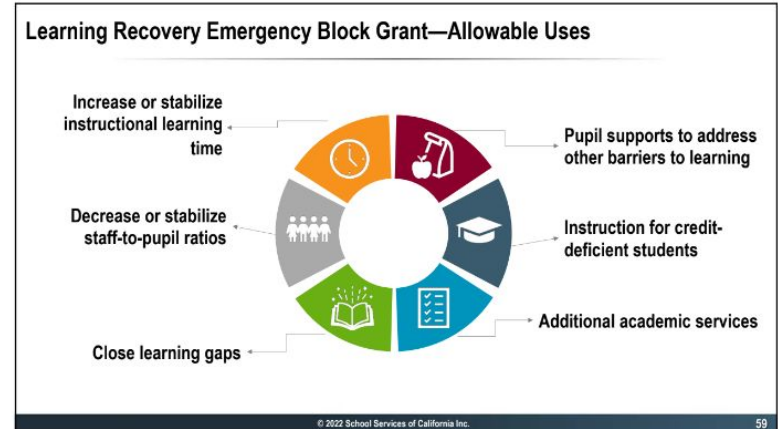 Learning Recovery Emergency Block Grant—Allowable Uses
Increase or stabilize
instructional learning
time
Decrease or stabilize
staff-to-pupil ratios
Close learning gaps
Pupil supports to address
other barriers to learning
Instruction for credit-
deficient students
Additional academic services
© 2022 School Services of California Inc.
59